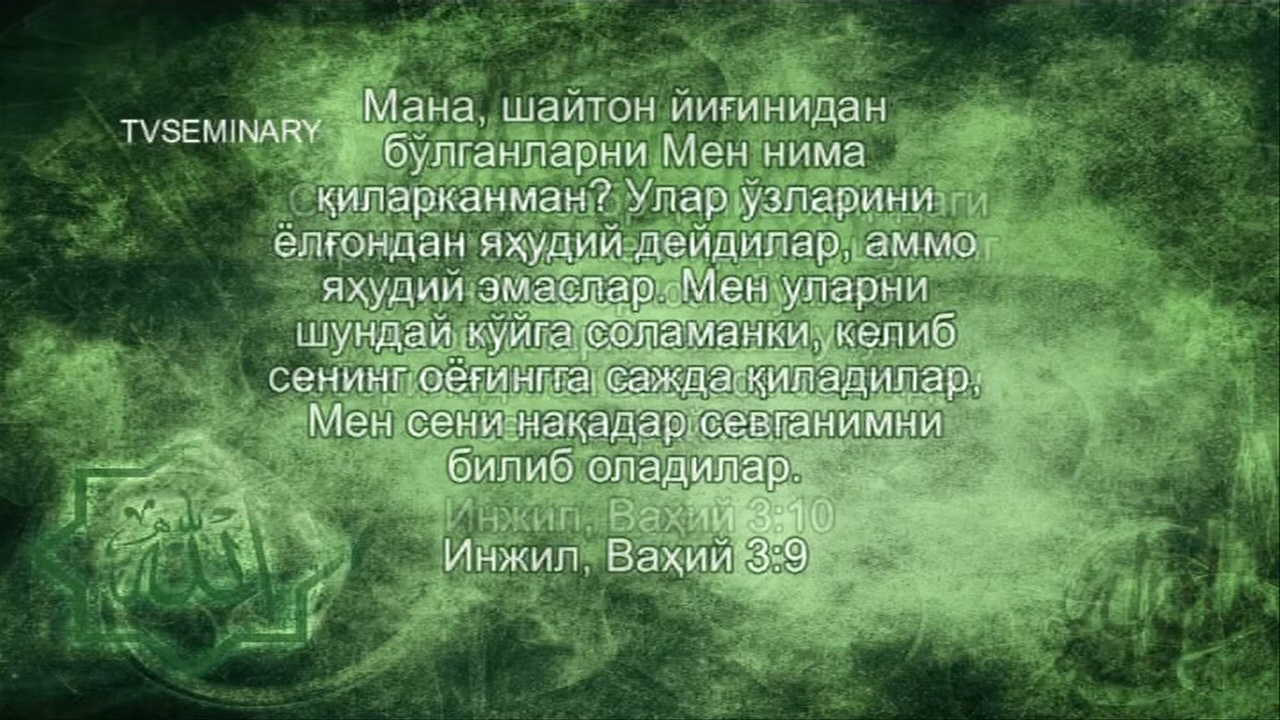 TVSEMINARY
Мана, шайтон йиғинидан
бўлганларни Мен нима
қиларканман? Улар ўзларини
ёлғондан яҳудий дейдилар, аммо
яҳудий эмаслар. Мен уларни
шундай кўйга соламанки, келиб
сенинг оёғингга сажда қиладилар,
Мен сени нақадар севганимни
билиб оладилар.
Инжил, Ваҳий 3:10
Инжил, Ваҳий 3:9
الله